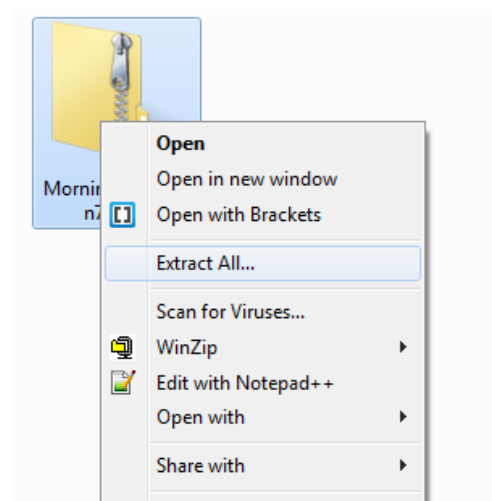 Open
Open in new window
Open with Brackets
Extract All...
Scan for Viruses...
WinZip
Edit with Notepad++
Open with
Share with